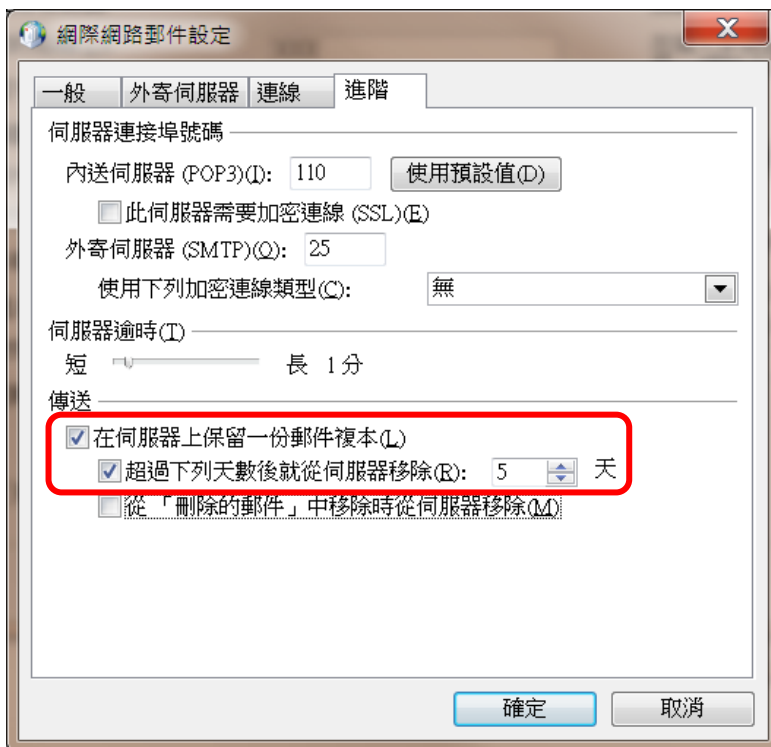 網際網路郵件設定
一般 外寄伺服器 連線 進階
伺服器連接埠號碼
內送伺服器 (POP3)(I): 110 使用預設值(D)
此伺服器需要加密連線 (SSL)(E)
外寄伺服器 (SMTP)(O): 25
使用下列加密連線類型(C): 無
伺服器逾時(T)
短 長 1 分
傳送
在伺服器上保留一份郵件複本(L)
超過下列天數後就從伺服器移除(R): 5 天
從「刪除的郵件」中移除時從伺服器移除(M)
確定 取消